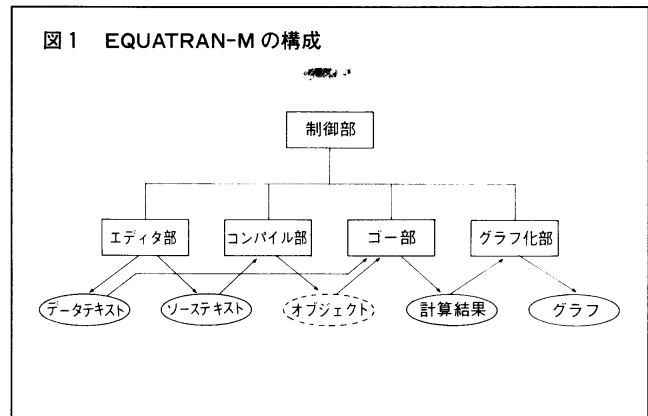 図1 EQUATRAN-Mの構成
制御部
エディタ部 コンパイル部 ゴー部 グラフ化部
データテキスト ソーステキスト オブジェクト 計算結果 グラフ